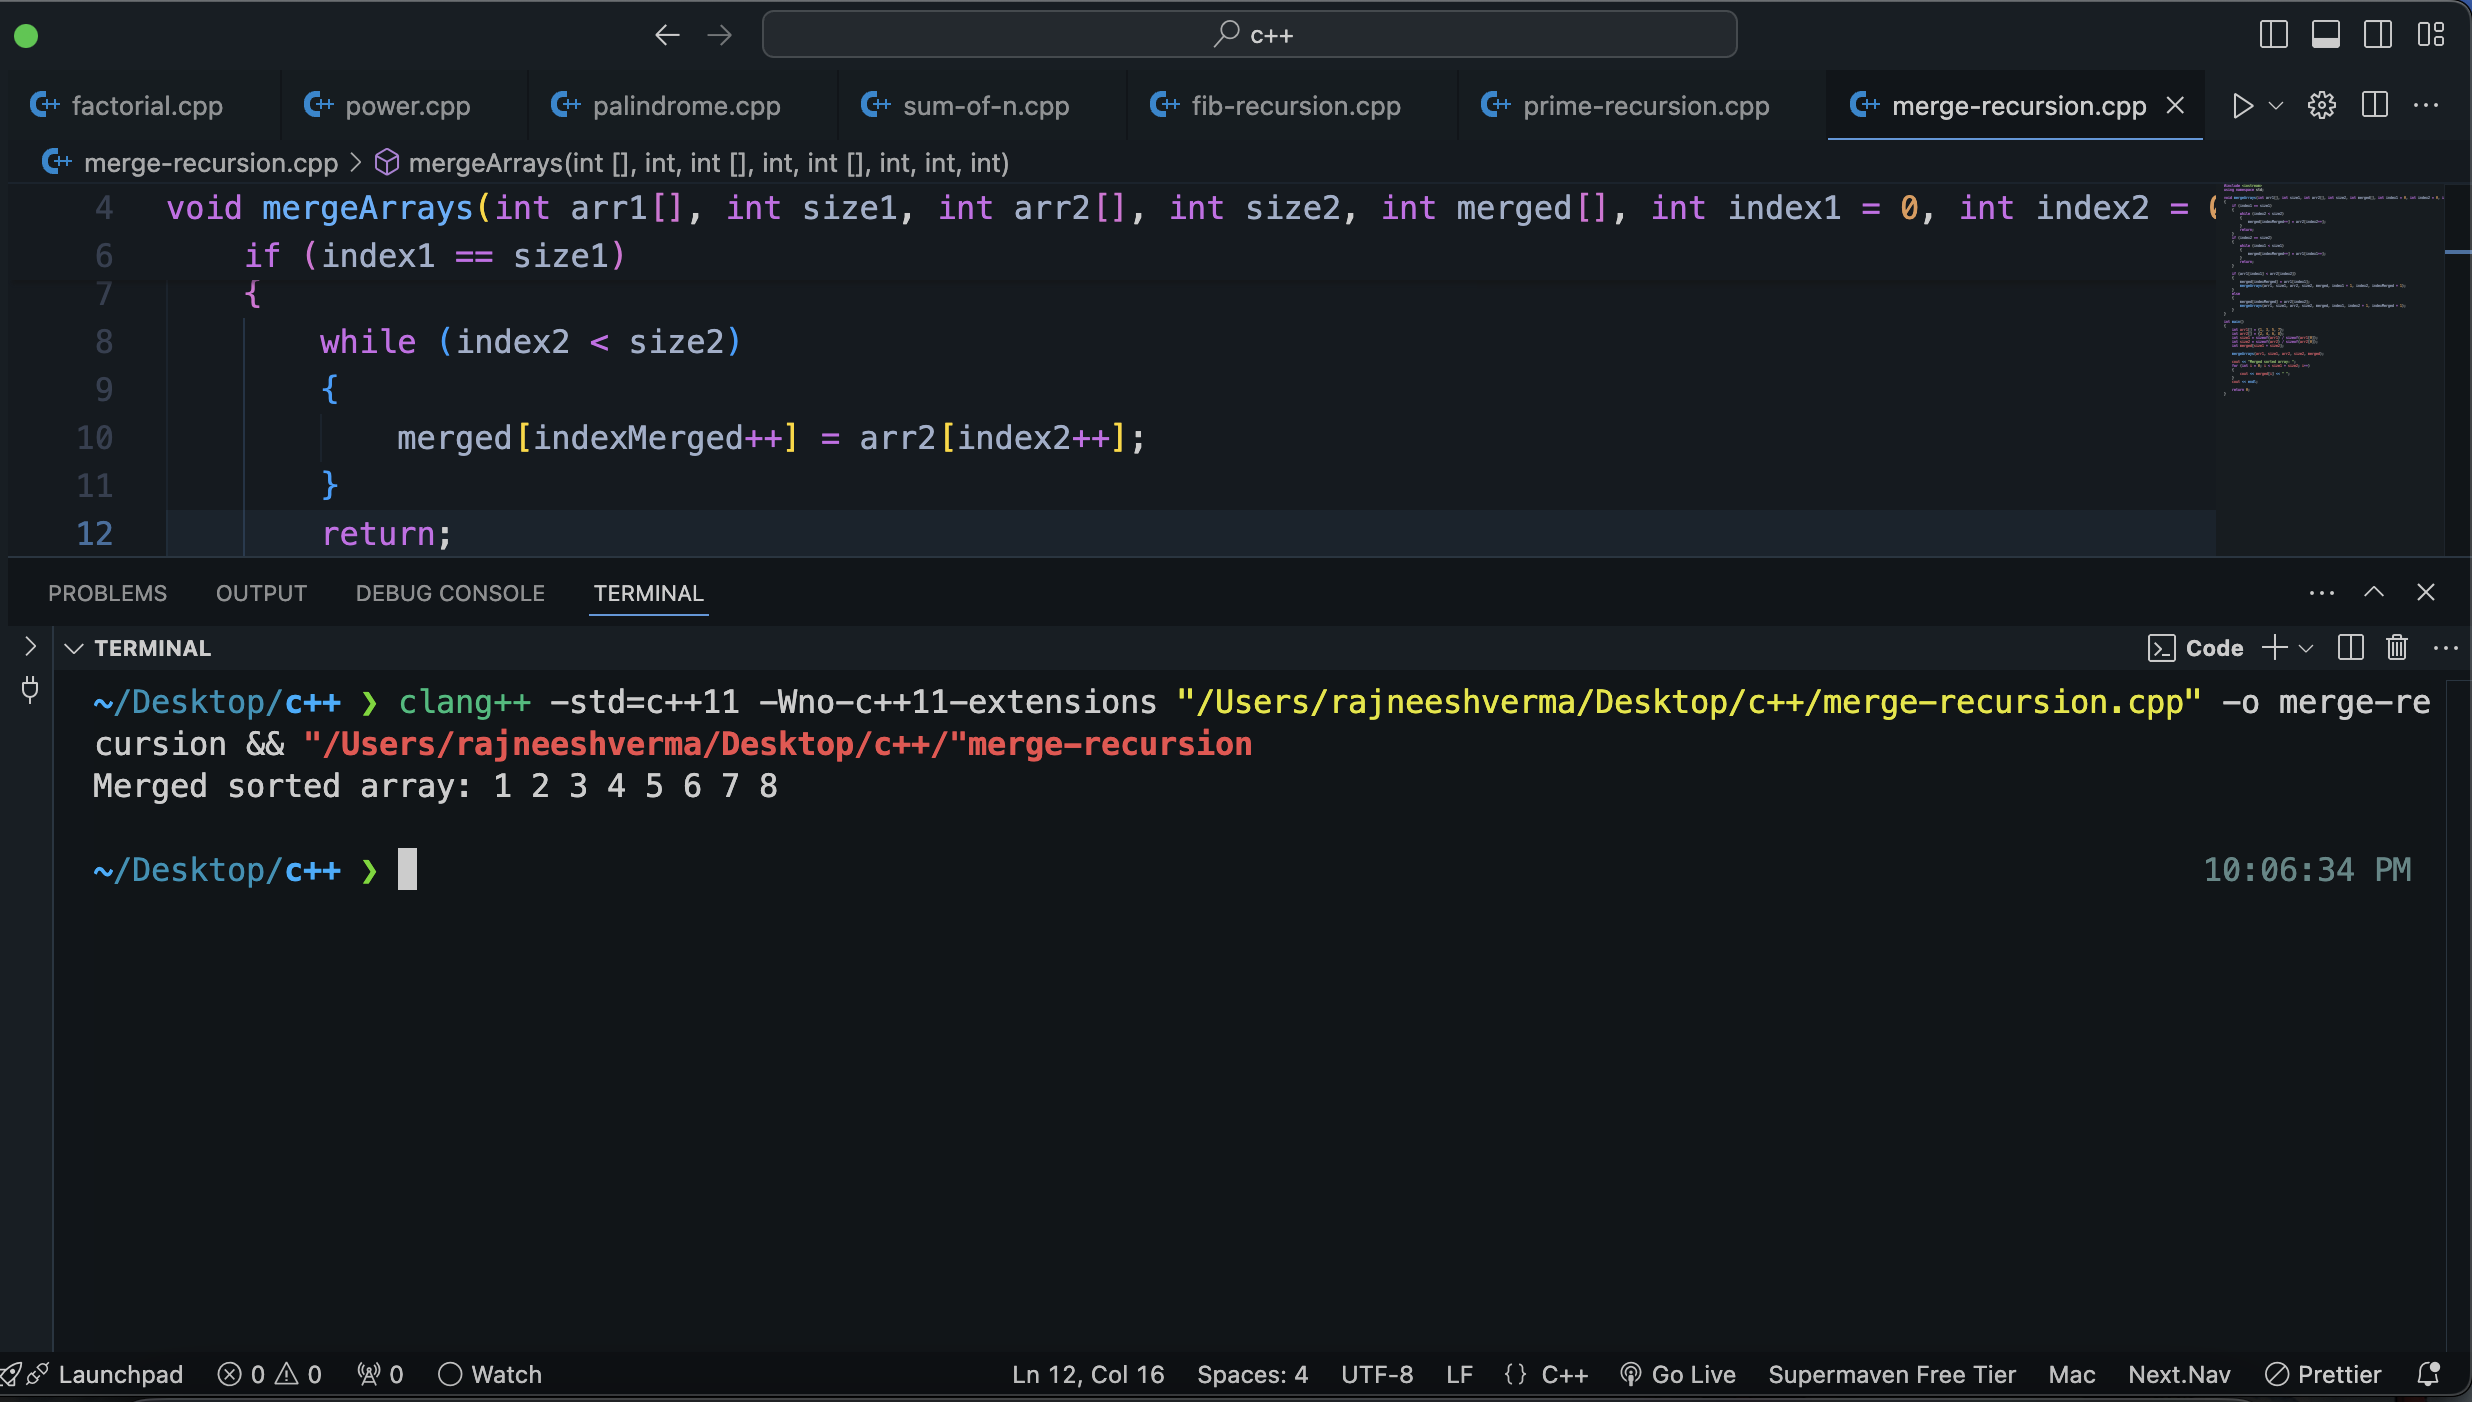 c++
factorial.cpp power.cpp palindrome.cpp sum-of-n.cpp fib-recursion.cpp prime-recursion.cpp merge-recursion.cpp
merge-recursion.cpp > mergeArrays(int [], int, int [], int, int [], int, int, int)
4 void mergeArrays(int arr1[], int size1, int arr2[], int size2, int merged[], int index1 = 0, int index2 = 0
6 if (index1 == size1)
7 {
8 while (index2 < size2)
9 {
10 merged[indexMerged++] = arr2[index2++];
11 }
12 return;
PROBLEMS OUTPUT DEBUG CONSOLE TERMINAL
TERMINAL Code
~/Desktop/c++ ❯ clang++ -std=c++11 -Wno-c++11-extensions "/Users/rajneeshverma/Desktop/c++/merge-recursion.cpp" -o merge-re
cursion && "/Users/rajneeshverma/Desktop/c++/"merge-recursion
Merged sorted array: 1 2 3 4 5 6 7 8
~/Desktop/c++ ❯ 10:06:34 PM
Launchpad 0 0 0 Watch Ln 12, Col 16 Spaces: 4 UTF-8 LF {} C++ Go Live Supermaven Free Tier Mac Next.Nav Prettier